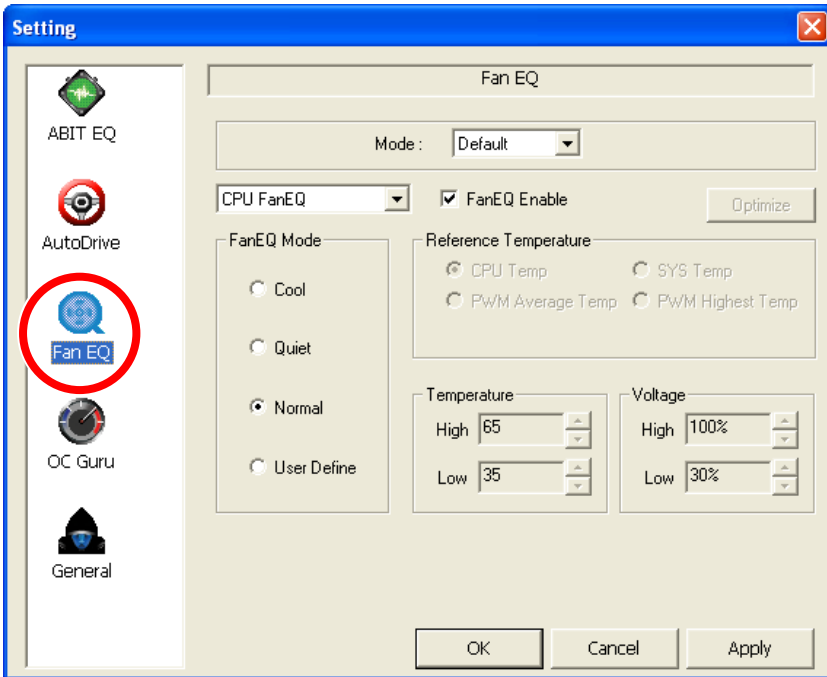 Setting
ABIT EQ
AutoDrive
Fan EQ
OC Guru
General
Fan EQ
Mode : Default
CPU FanEQ
FanEQ Enable
Optimize
FanEQ Mode
Cool
Quiet
Normal
User Define
Reference Temperature
CPU Temp SYS Temp
PWM Average Temp PWM Highest Temp
Temperature
High 65
Low 35
Voltage
High 100%
Low 30%
OK Cancel Apply